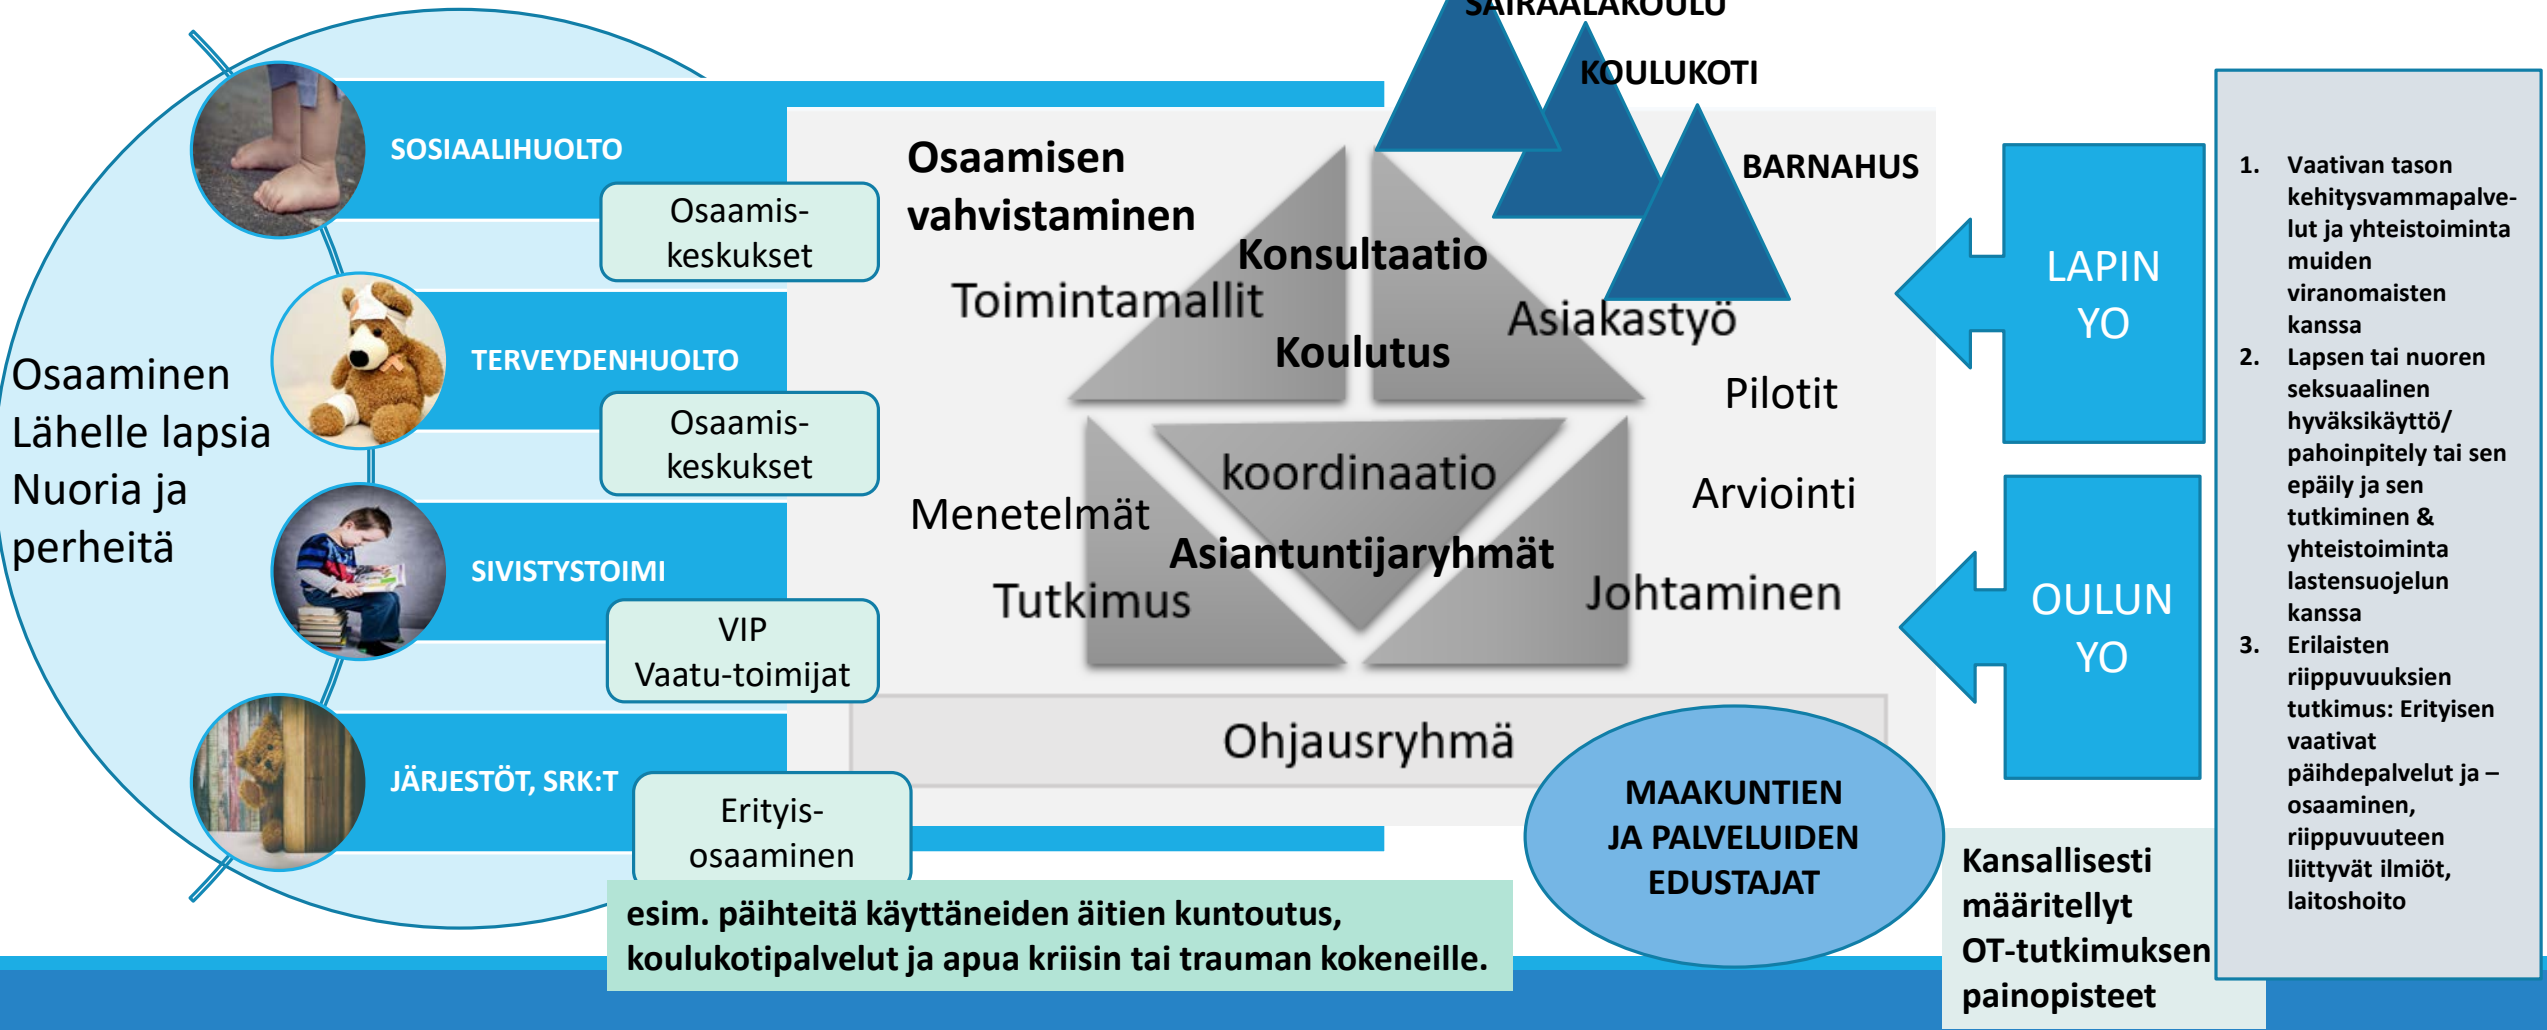 Osaaminen
Lähelle lapsia
Nuoria ja
perheitä
SOSIAALIHUOLTO
Osaamis-
keskukset
TERVEYDENHUOLTO
Osaamis-
keskukset
SIVISTYSTOIMI
VIP
Vaatu-toimijat
JÄRJESTÖT, SRK:T
Erityis-
osaaminen
esim. päihteitä käyttäneiden äitien kuntoutus,
koulukotipalvelut ja apua kriisin tai trauman kokeneille.
Osaamisen
vahvistaminen
SAIRAALAKOULU
KOULUKOTI
BARNAHUS
Konsultaatio
Toimintamallit
Asiakastyö
Koulutus
Pilotit
koordinaatio
Arviointi
Menetelmät
Asiantuntijaryhmät
Tutkimus
Johtaminen
Ohjausryhmä
MAAKUNTIEN
JA PALVELUIDEN
EDUSTAJAT
LAPIN
YO
OULUN
YO
1. Vaativan tason
kehitysvammapalve-
lut ja yhteistoiminta
muiden
viranomaisten
kanssa
2. Lapsen tai nuoren
seksuaalinen
hyväksikäyttö/
pahoinpitely tai sen
epäily ja sen
tutkiminen &
yhteistoiminta
lastensuojelun
kanssa
3. Erilaisten
riippuvuuksien
tutkimus: Erityisen
vaativat
päihdepalvelut ja –
osaaminen,
riippuvuuteen
liittyvät ilmiöt,
laitoshoito
Kansallisesti
määritellyt
OT-tutkimuksen
painopisteet